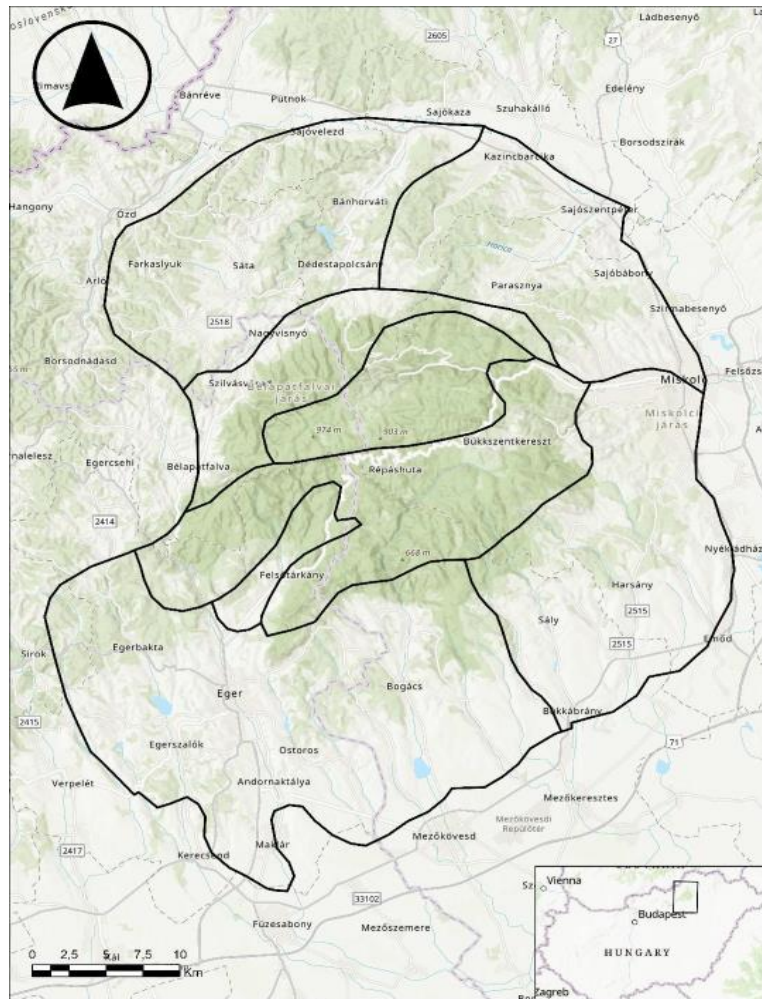 Ládbesenyő
2605
27
Edelény
Bánréve
Putnok
Sajókaza
Szuhakálló
Sajóvelezd
Borsodszirák
Kazincbarcika
Hangony
Bánhorváti
Ózd
Sajószentpéter
Farkaslyuk
Sáta
Dédestapolcsány
Harica
Sajóbábony
Arló
Parasznya
Szirmabesenyő
2518
Nagyvisnyó
Borsodnádasd
Szilvásvárad
Bélapátfalvai
járás
Miskolc
Felsőzs
Miskolci
járás
974 m
903 m
Bükkszentkereszt
Egercsehi
Bélapátfalva
Répáshuta
2414
668 m
Felsőtárkány
Harsány
2515
Sály
2515
Emőd
Egerbakta
Sirok
Bogács
Eger
Bükkábrány
2415
71
Egerszalók
Ostoros
Verpelét
Andornaktálya
Mezőkeresztes
Mezőkövesdi
Repülőtér
Mezőkövesd
2417
Kerecsend
Maklár
33102
Füzesabony
Mezőszemere
Vienna
Budapest
HUNGARY
Zagreb
Kál
0 2,5 5 7,5 10
Km